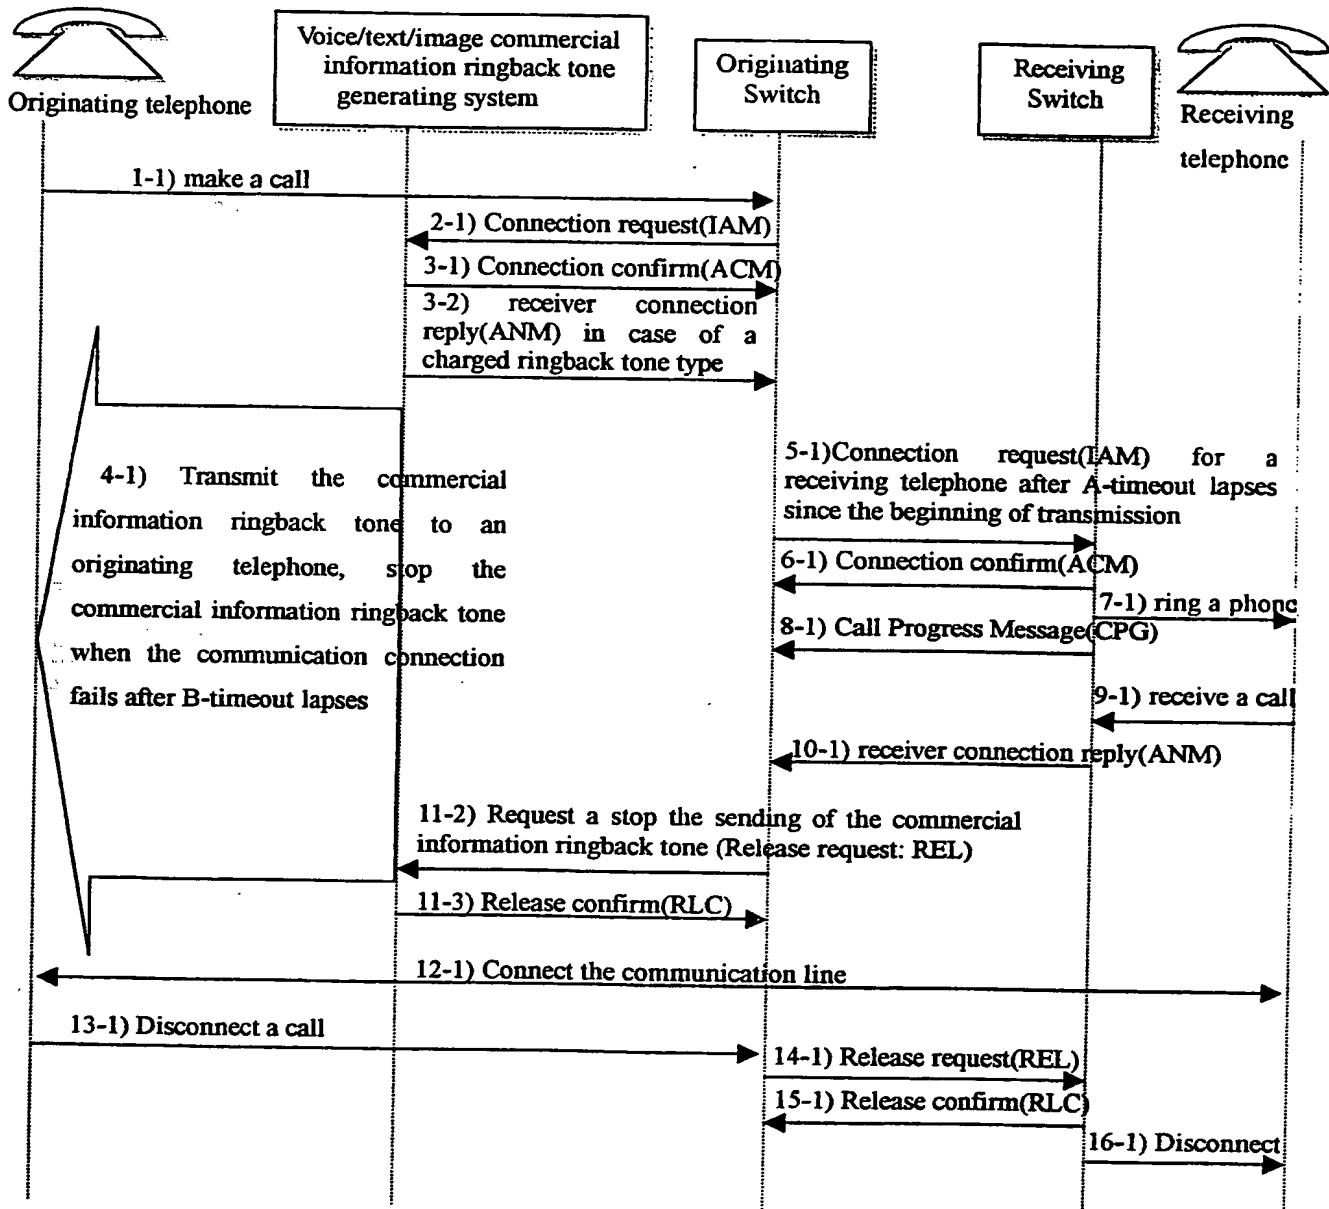 Originating telephone
Voice/text/image commercial
information ringback tone
generating system
Originating
Switch
Receiving
Switch
Receiving
telephone
1-1) make a call
2-1) Connection request(IAM)
3-1) Connection confirm(ACM)
3-2) receiver connection
reply(ANM) in case of a
charged ringback tone type
4-1) Transmit the commercial
information ringback tone to an
originating telephone, stop the
commercial information ringback tone
when the communication connection
fails after B-timeout lapses
5-1)Connection request(IAM) for a
receiving telephone after A-timeout lapses
since the beginning of transmission
6-1) Connection confirm(ACM)
7-1) ring a phone
8-1) Call Progress Message(CPG)
9-1) receive a call
10-1) receiver connection reply(ANM)
11-2) Request a stop the sending of the commercial
information ringback tone (Release request: REL)
11-3) Release confirm(RLC)
12-1) Connect the communication line
13-1) Disconnect a call
14-1) Release request(REL)
15-1) Release confirm(RLC)
16-1) Disconnect